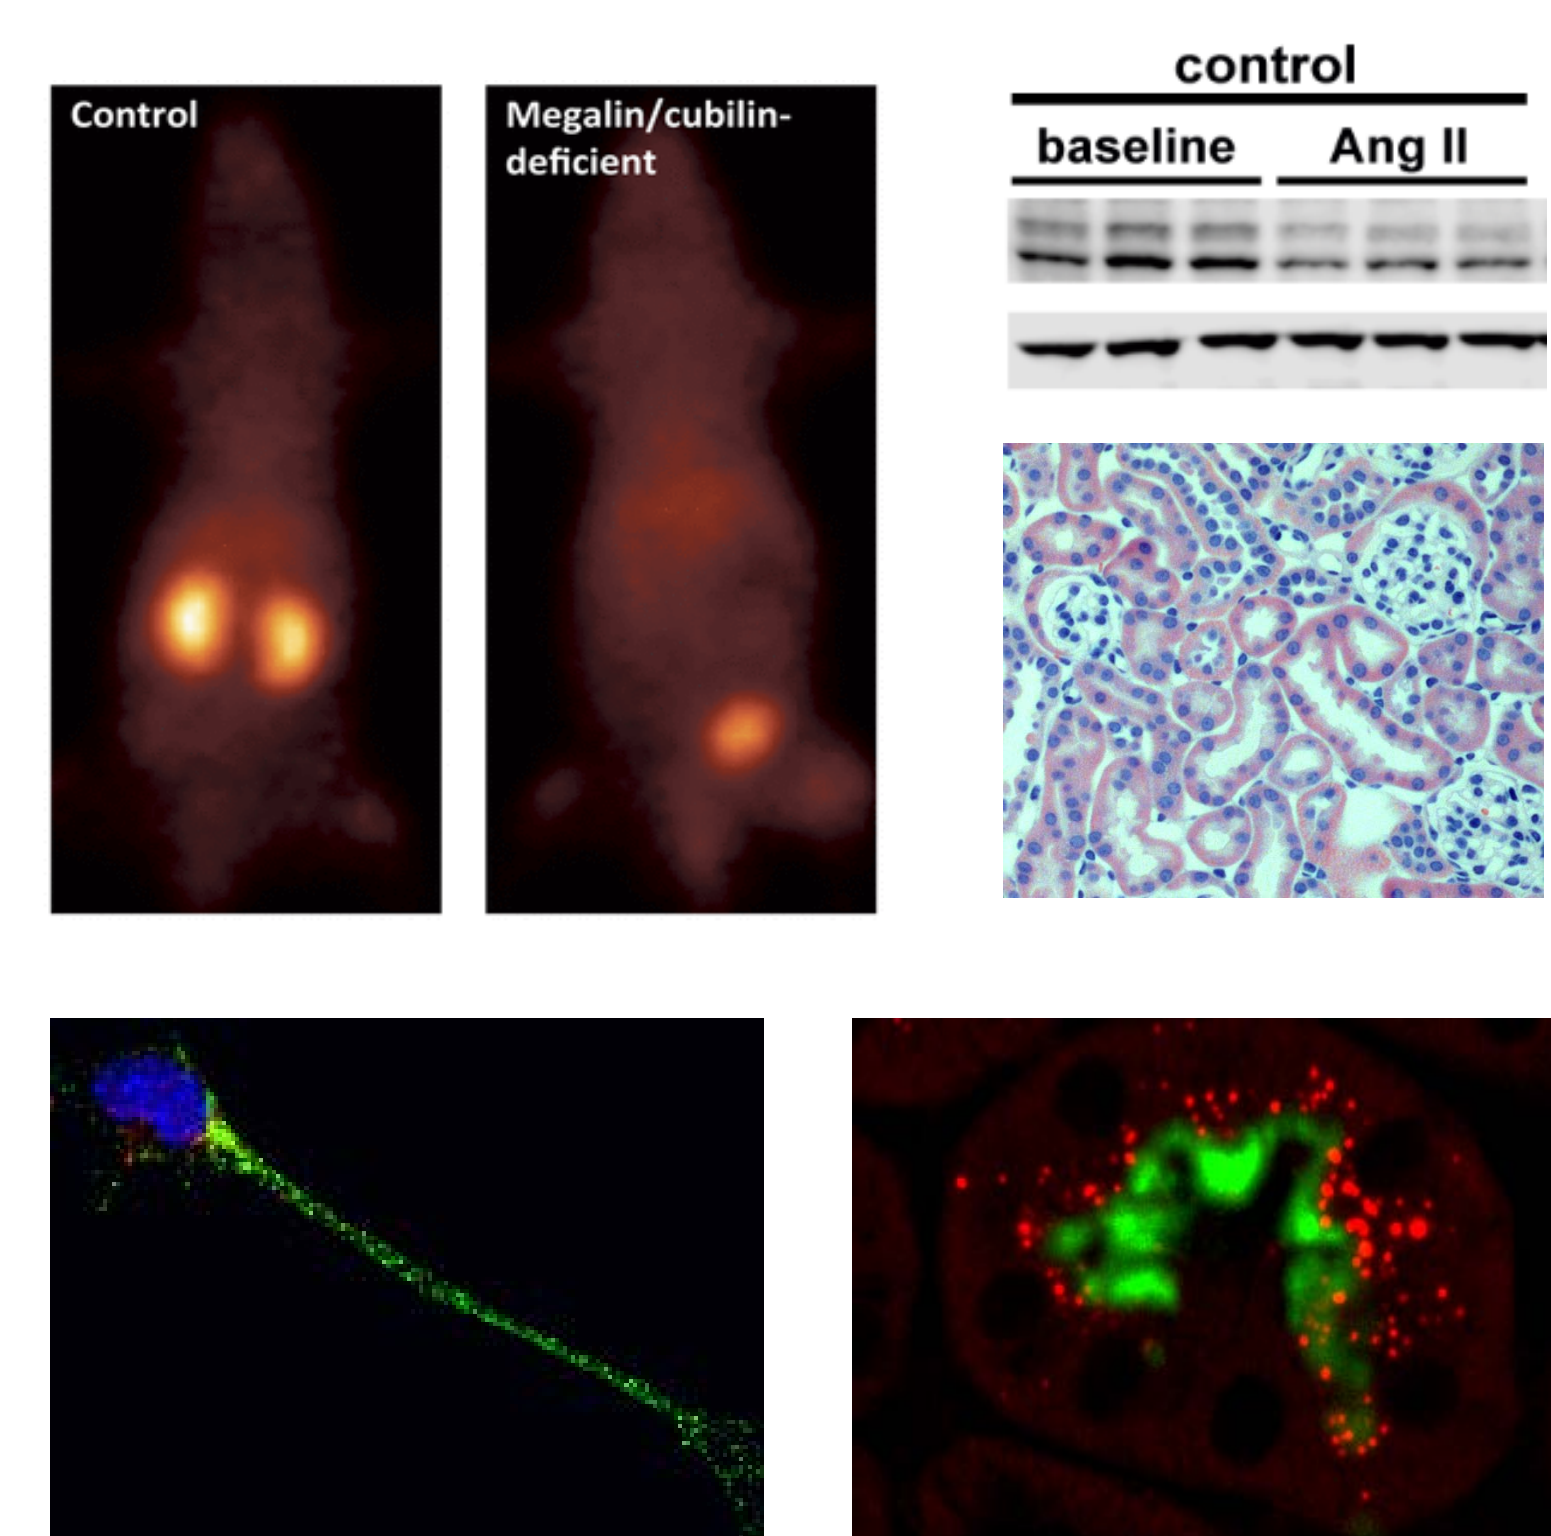 Control
Megalin/cubilin-
deficient
control
baseline Ang II